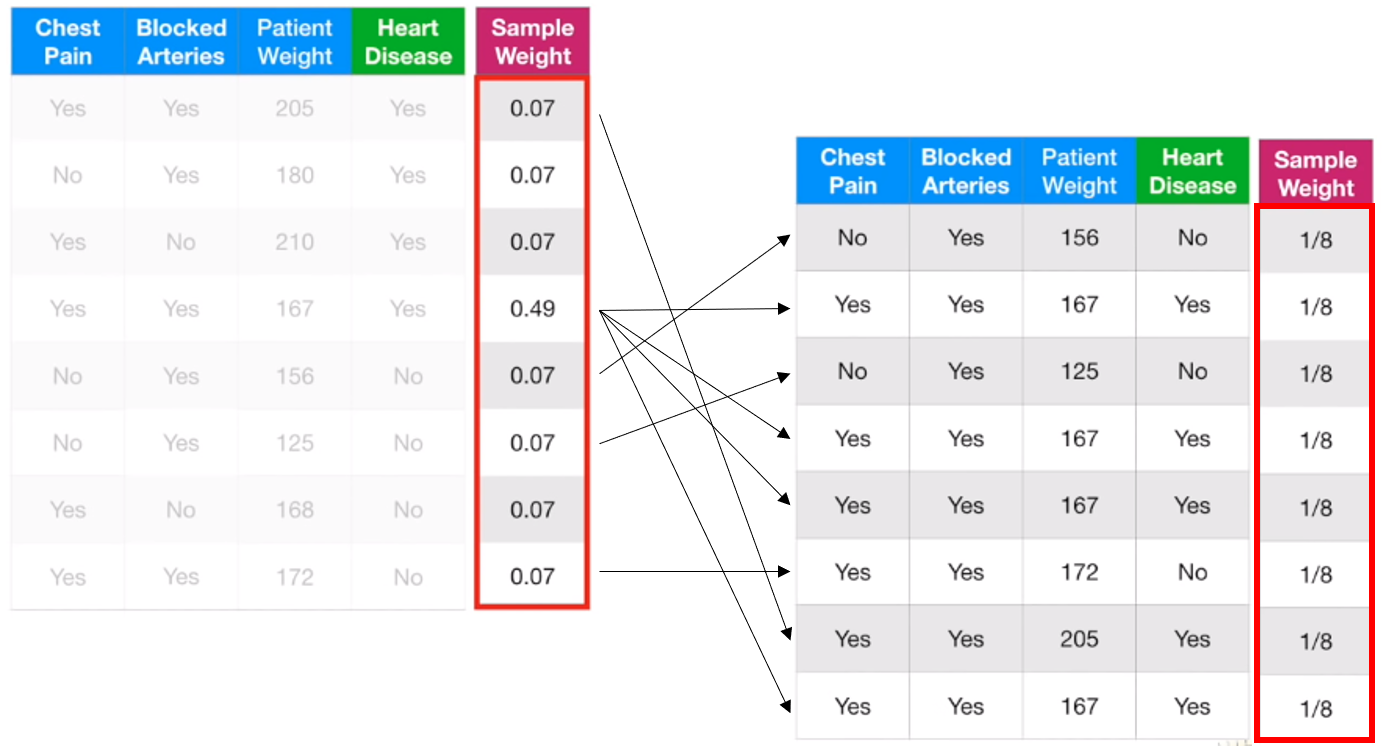 Chest Pain Blocked Arteries Patient Weight Heart Disease Sample Weight
Yes Yes 205 Yes 0.07
No Yes 180 Yes 0.07
Yes No 210 Yes 0.07
Yes Yes 167 Yes 0.49
No Yes 156 No 0.07
No Yes 125 No 0.07
Yes No 168 No 0.07
Yes Yes 172 No 0.07
Chest Pain Blocked Arteries Patient Weight Heart Disease Sample Weight
No Yes 156 No 1/8
Yes Yes 167 Yes 1/8
No Yes 125 No 1/8
Yes Yes 167 Yes 1/8
Yes Yes 167 Yes 1/8
Yes Yes 172 No 1/8
Yes Yes 205 Yes 1/8
Yes Yes 167 Yes 1/8